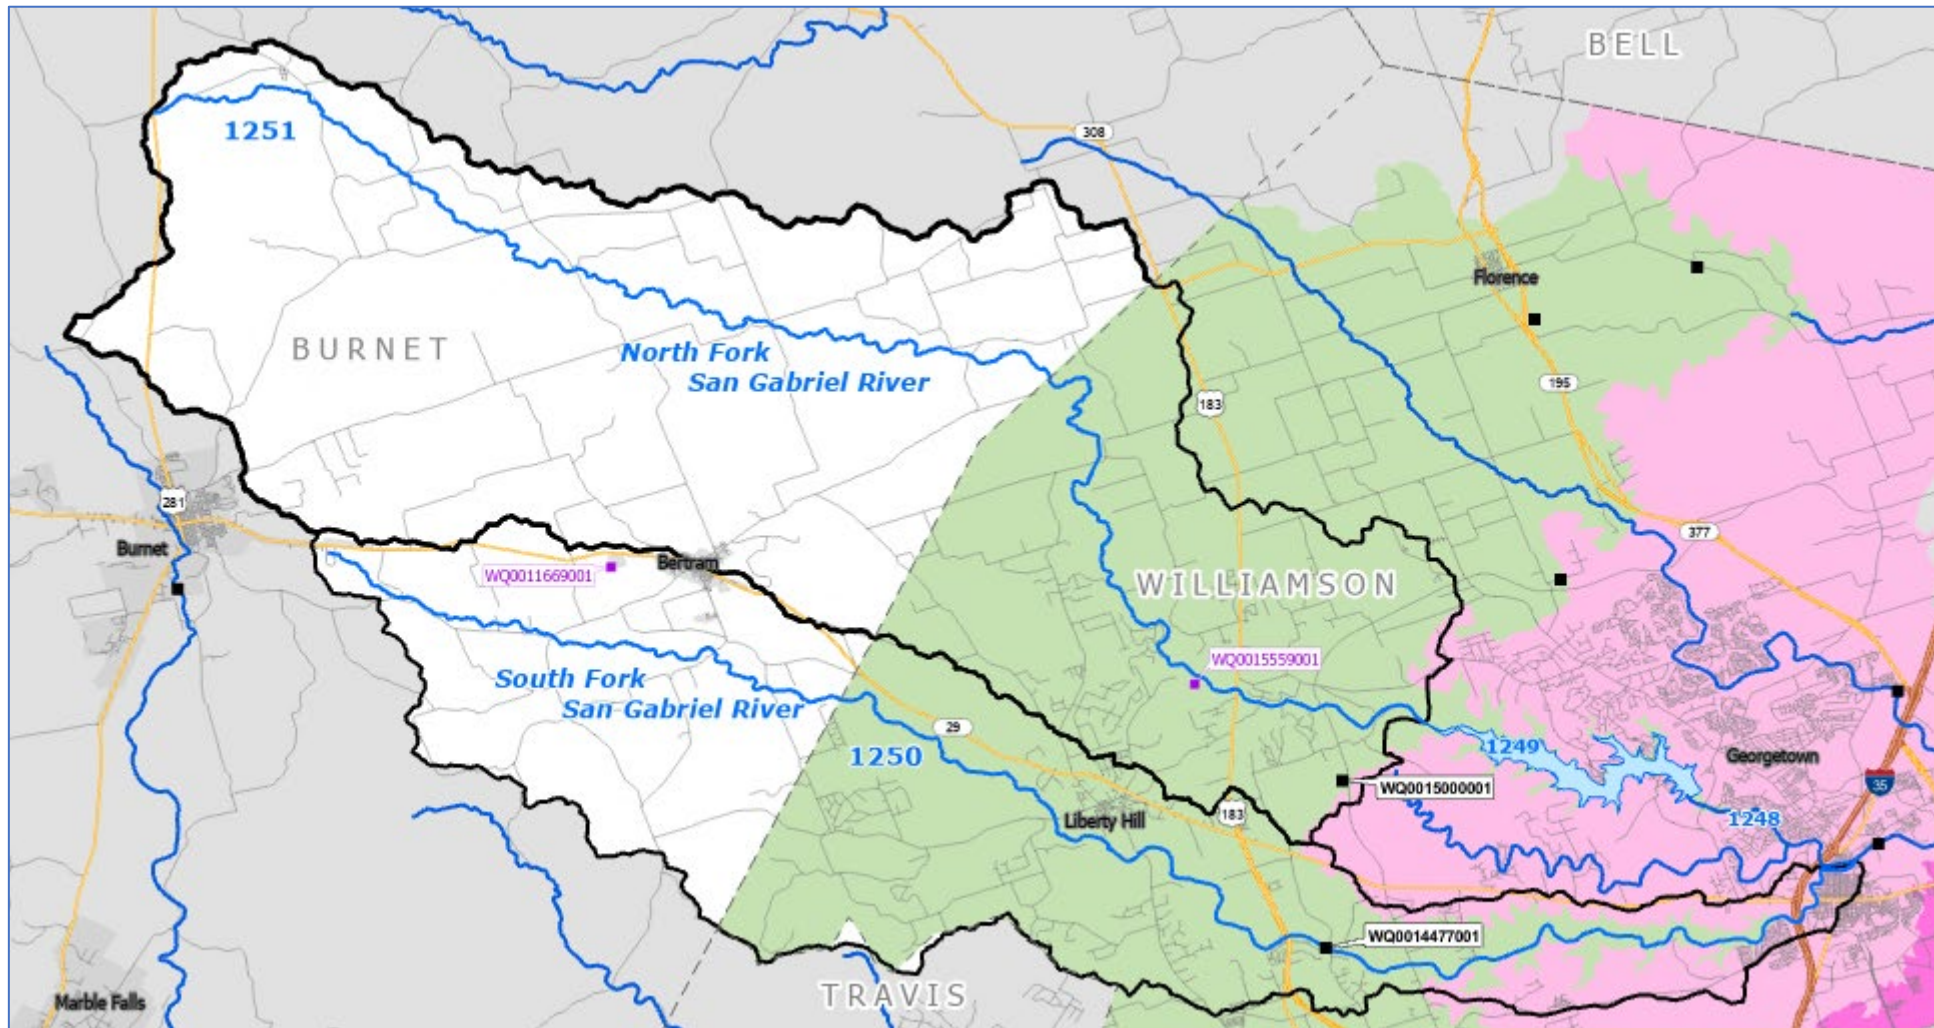 BELL
308
1251
Florence
BURNET
North Fork
San Gabriel River
195
183
281
377
Burnet
Bertram
WQ0011669001
WILLIAMSON
WQ0015559001
South Fork
San Gabriel River
29
1250
1249
Georgetown
35
WQ0015000001
183
Liberty Hill
1248
WQ0014477001
TRAVIS
Marble Falls